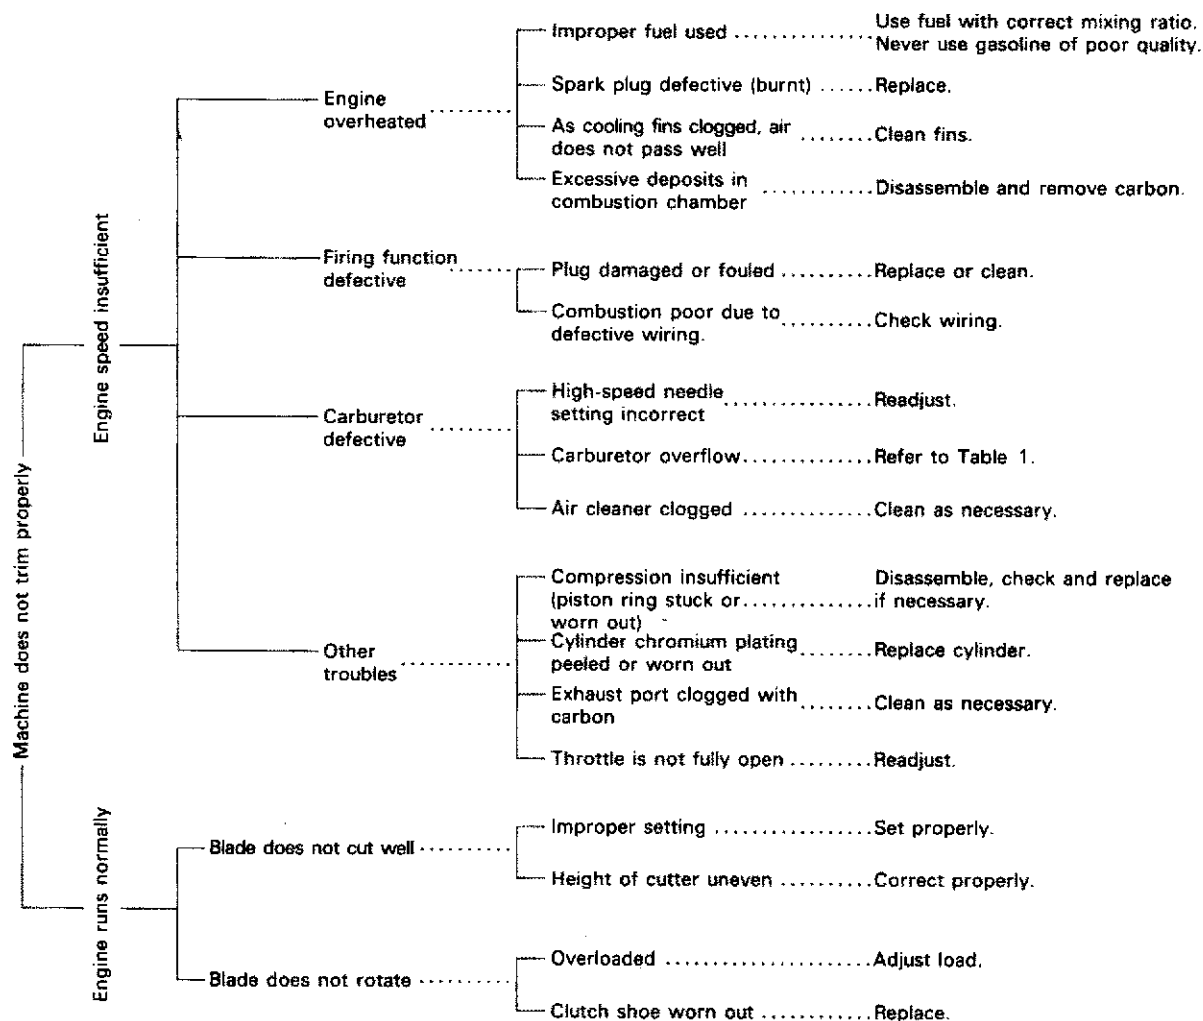 Machine does not trim properly
Engine speed insufficient
Engine
overheated ........
Improper fuel used ............. Use fuel with correct mixing ratio.
Never use gasoline of poor quality.
Spark plug defective (burnt) ...... Replace.
As cooling fins clogged, air
does not pass well ........ Clean fins.
Excessive deposits in
combustion chamber ............ Disassemble and remove carbon.
Firing function
defective ........
Plug damaged or fouled ......... Replace or clean.
Combustion poor due to
defective wiring. .......... Check wiring.
Carburetor
defective ........
High-speed needle
setting incorrect ............... Readjust.
Carburetor overflow.............. Refer to Table 1.
Air cleaner clogged ............. Clean as necessary.
Other
troubles ........
Compression insufficient
(piston ring stuck or
worn out) ............. Disassemble, check and replace
if necessary.
Cylinder chromium plating
peeled or worn out ........ Replace cylinder.
Exhaust port clogged with
carbon ........ Clean as necessary.
Throttle is not fully open ......... Readjust.
Engine runs normally
Blade does not cut well ........
Improper setting ................ Set properly.
Height of cutter uneven ......... Correct properly.
Blade does not rotate ........
Overloaded ..................... Adjust load.
Clutch shoe worn out ........... Replace.